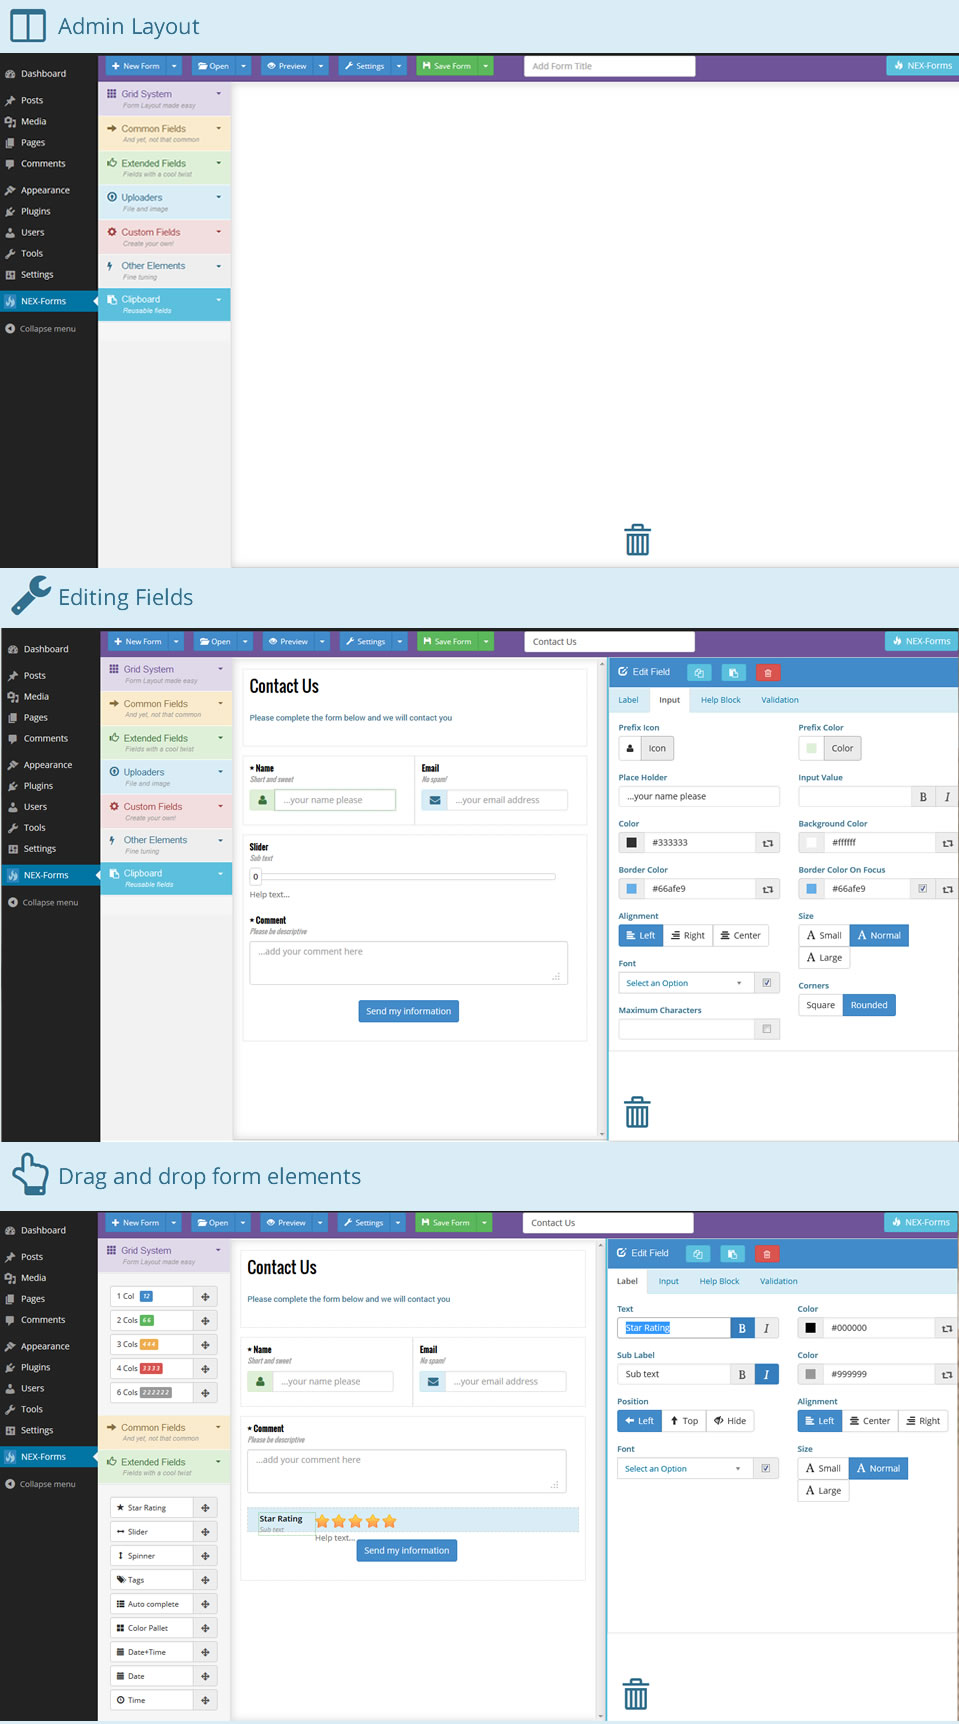 Admin Layout
New Form Open Preview Settings Save Form Add Form Title NEX-Forms
Dashboard
Posts
Media
Pages
Comments
Appearance
Plugins
Users
Tools
Settings
NEX-Forms
Collapse menu
Grid System
Form Layout made easy
Common Fields
And yet, not that common
Extended Fields
Fields with a cool twist
Uploaders
File and image
Custom Fields
Create your own!
Other Elements
Fine tuning
Clipboard
Reusable fields
Editing Fields
New Form Open Preview Settings Save Form Contact Us NEX-Forms
Dashboard
Posts
Media
Pages
Comments
Appearance
Plugins
Users
Tools
Settings
NEX-Forms
Collapse menu
Grid System
Form Layout made easy
Common Fields
And yet, not that common
Extended Fields
Fields with a cool twist
Uploaders
File and image
Custom Fields
Create your own!
Other Elements
Fine tuning
Clipboard
Reusable fields
Contact Us
Please complete the form below and we will contact you
* Name Email
Short and sweet No spam!
...your name please ...your email address
Slider
Sub text
0
Help text...
* Comment
Please be descriptive
...add your comment here
Send my information
Edit Field
Label Input Help Block Validation
Prefix Icon Prefix Color
Icon Color
Place Holder Input Value
...your name please B I
Color Background Color
#333333 #ffffff
Border Color Border Color On Focus
#66afe9 #66afe9
Alignment Size
Left Right Center A Small A Normal
A Large
Font Corners
Select an Option Square Rounded
Maximum Characters
Drag and drop form elements
New Form Open Preview Settings Save Form Contact Us NEX-Forms
Dashboard
Posts
Media
Pages
Comments
Appearance
Plugins
Users
Tools
Settings
NEX-Forms
Collapse menu
Grid System
Form Layout made easy
1 Col 12
2 Cols 6 6
3 Cols 4 4 4
4 Cols 3 3 3 3
6 Cols 2 2 2 2 2 2
Common Fields
And yet, not that common
Extended Fields
Fields with a cool twist
Star Rating
Slider
Spinner
Tags
Auto complete
Color Pallet
Date+Time
Date
Time
Contact Us
Please complete the form below and we will contact you
* Name Email
Short and sweet No spam!
...your name please ...your email address
* Comment
Please be descriptive
...add your comment here
Star Rating
Sub text
Help text...
Send my information
Edit Field
Label Input Help Block Validation
Text Color
Star Rating B I #000000
Sub Label Color
Sub text B I #999999
Position Alignment
Left Top Hide Left Center Right
Font Size
Select an Option A Small A Normal
A Large